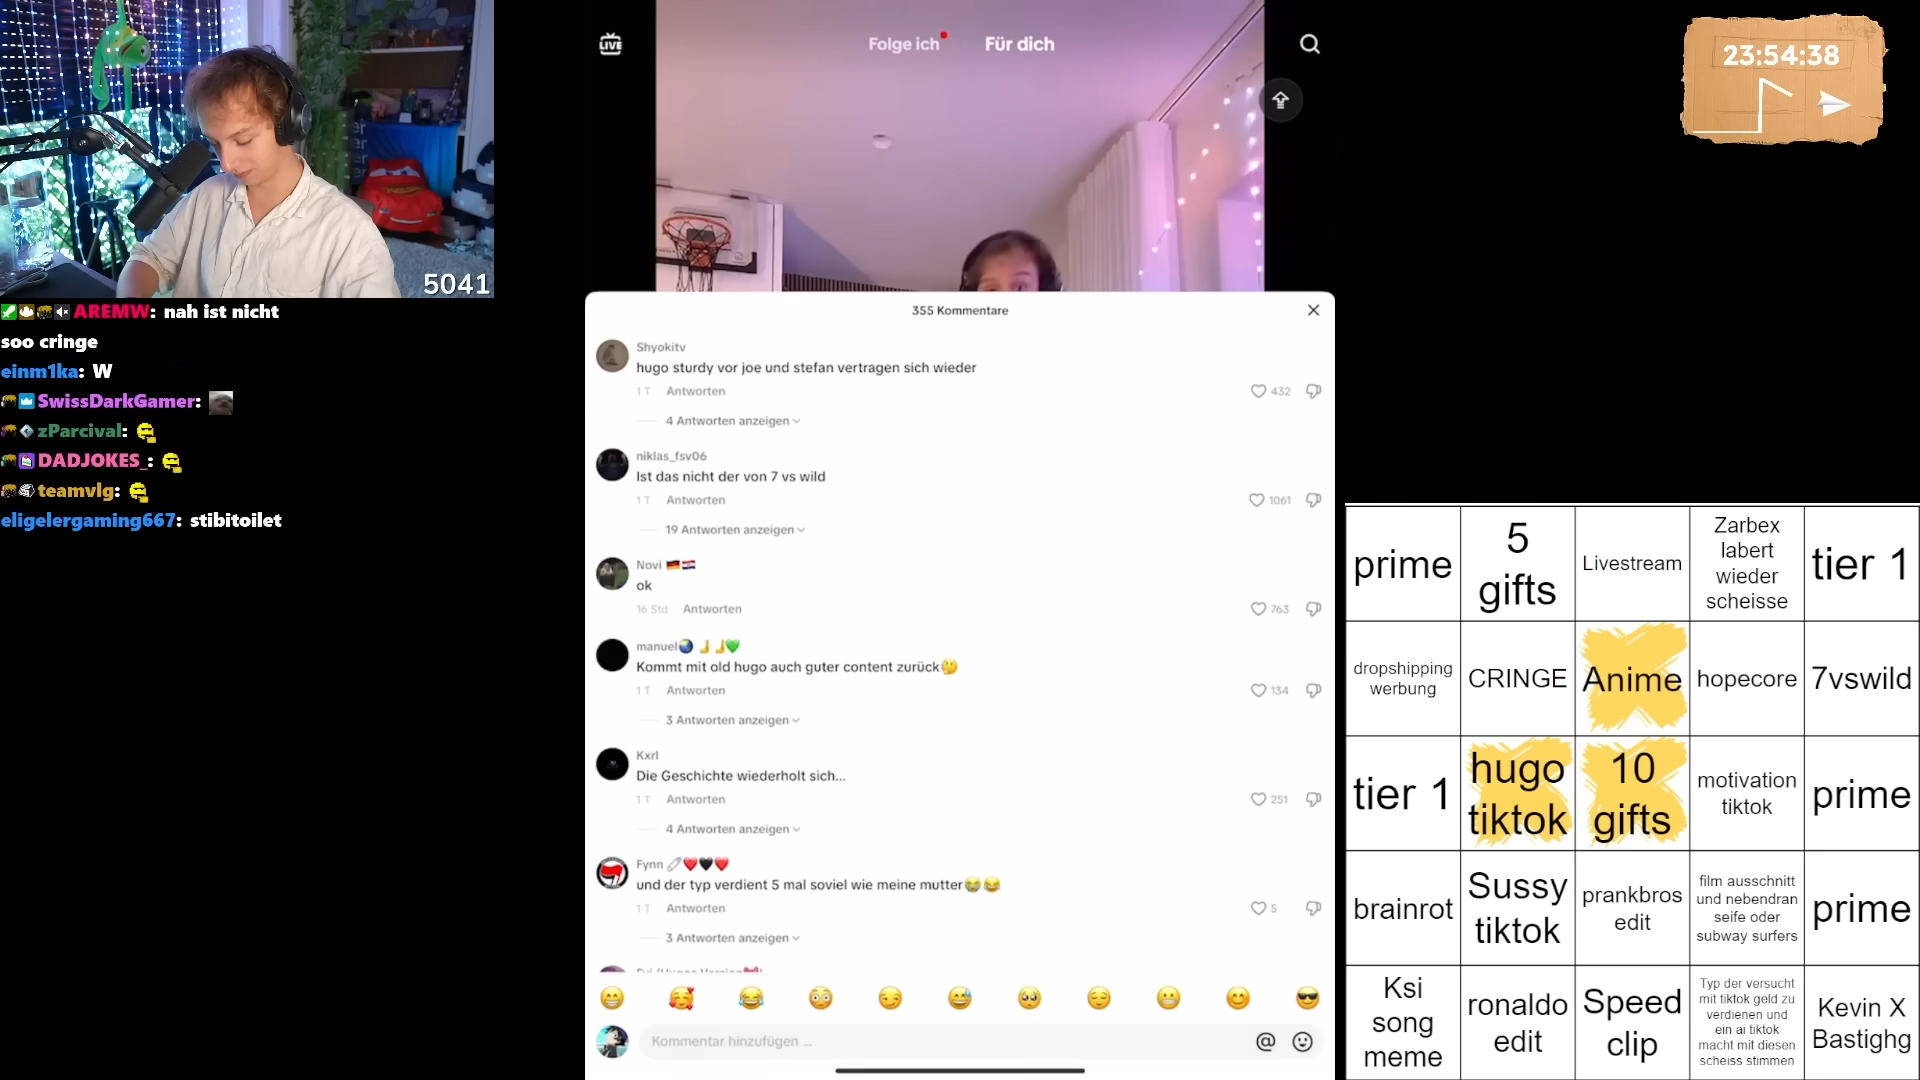 5041
AREMW: nah ist nicht
soo cringe
einm1ka: W
SwissDarkGamer:
zParcival:
DADJOKES_:
teamvlg:
eligelergaming667: stibitoilet
LIVE
Folge ich
Für dich
355 Kommentare
Shyokitv
hugo sturdy vor joe und stefan vertragen sich wieder
1 T Antworten 432
4 Antworten anzeigen
niklas_fsv06
Ist das nicht der von 7 vs wild
1 T Antworten 1061
19 Antworten anzeigen
Novi 🇩🇪🇭🇷
ok
16 Std Antworten 763
manuel🌏🤳🤳💚
Kommt mit old hugo auch guter content zurück🤔
1 T Antworten 134
3 Antworten anzeigen
Kxrl
Die Geschichte wiederholt sich...
1 T Antworten 251
4 Antworten anzeigen
Fynn 🖊️❤️🖤❤️
und der typ verdient 5 mal soviel wie meine mutter😭😂
1 T Antworten 5
3 Antworten anzeigen
😁 🥰 😂 😳 😏 😅 🥺 😌 😬 😊 😎
Kommentar hinzufügen ...
@
23:54:38
prime
5
gifts
Livestream
Zarbex
labert
wieder
scheisse
tier 1
dropshipping
werbung
CRINGE
Anime
hopecore
7vswild
tier 1
hugo
tiktok
10
gifts
motivation
tiktok
prime
brainrot
Sussy
tiktok
prankbros
edit
film ausschnitt
und nebendran
seife oder
subway surfers
prime
Ksi
song
meme
ronaldo
edit
Speed
clip
Typ der versucht
mit tiktok geld zu
verdienen und
ein ai tiktok
macht mit diesen
scheiss stimmen
Kevin X
Bastighg